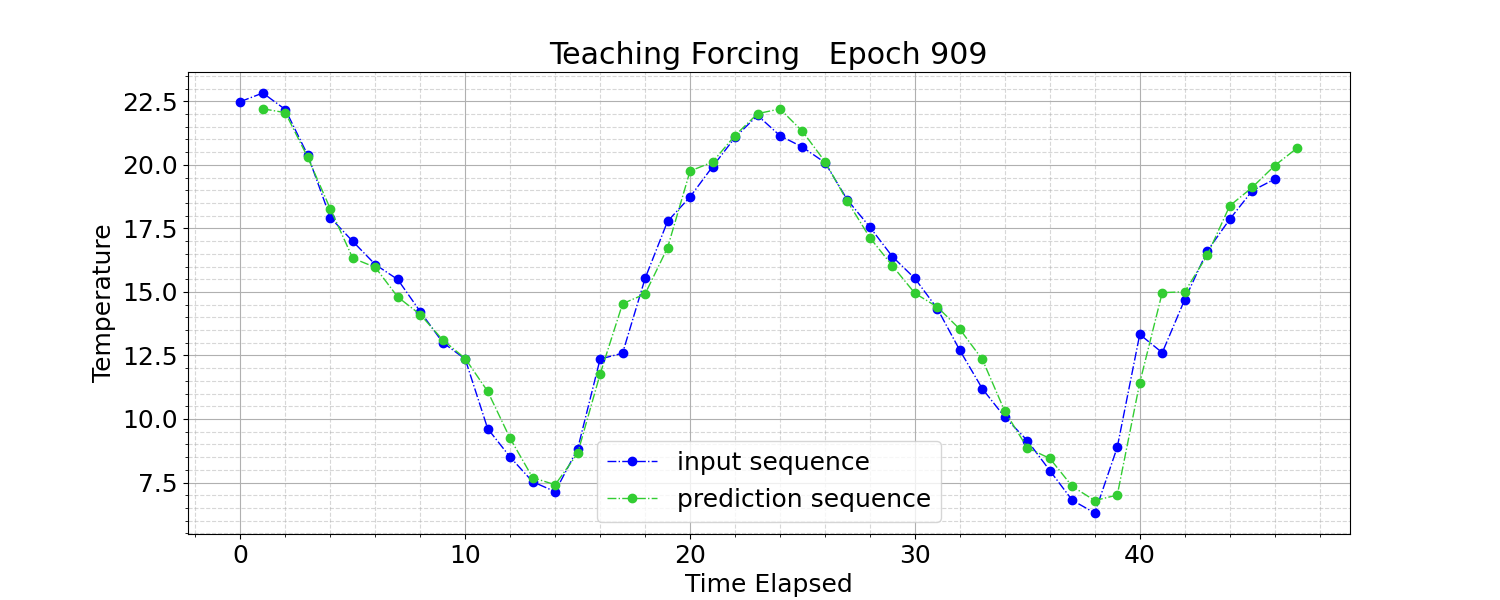 Teaching Forcing   Epoch 909
22.5
20.0
17.5
15.0
12.5
10.0
7.5
Temperature
input sequence
prediction sequence
0 10 20 30 40
Time Elapsed